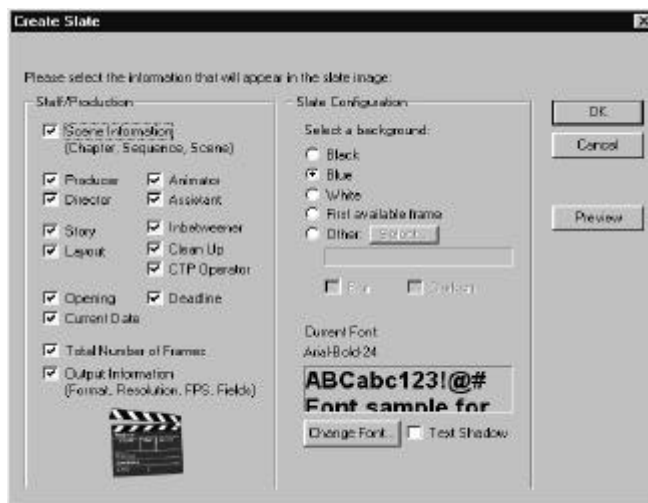 Create Slate
Please select the information that will appear in the slate image:
Staff/Production
Scene Information
(Chapter, Sequence, Scene)
Producer
Animator
Director
Assistant
Story
Inbetweener
Layout
Clean Up
CTP Operator
Opening
Deadline
Current Date
Total Number of Frames
Output Information
(Format, Resolution, FPS, Fields)
Slate Configuration
Select a background:
Black
Blue
White
First available frame
Other:
Select...
Current Font:
Arial-Bold-24
ABCabc123!@#
Font sample for
Change Font...
Text Shadow
OK
Cancel
Preview